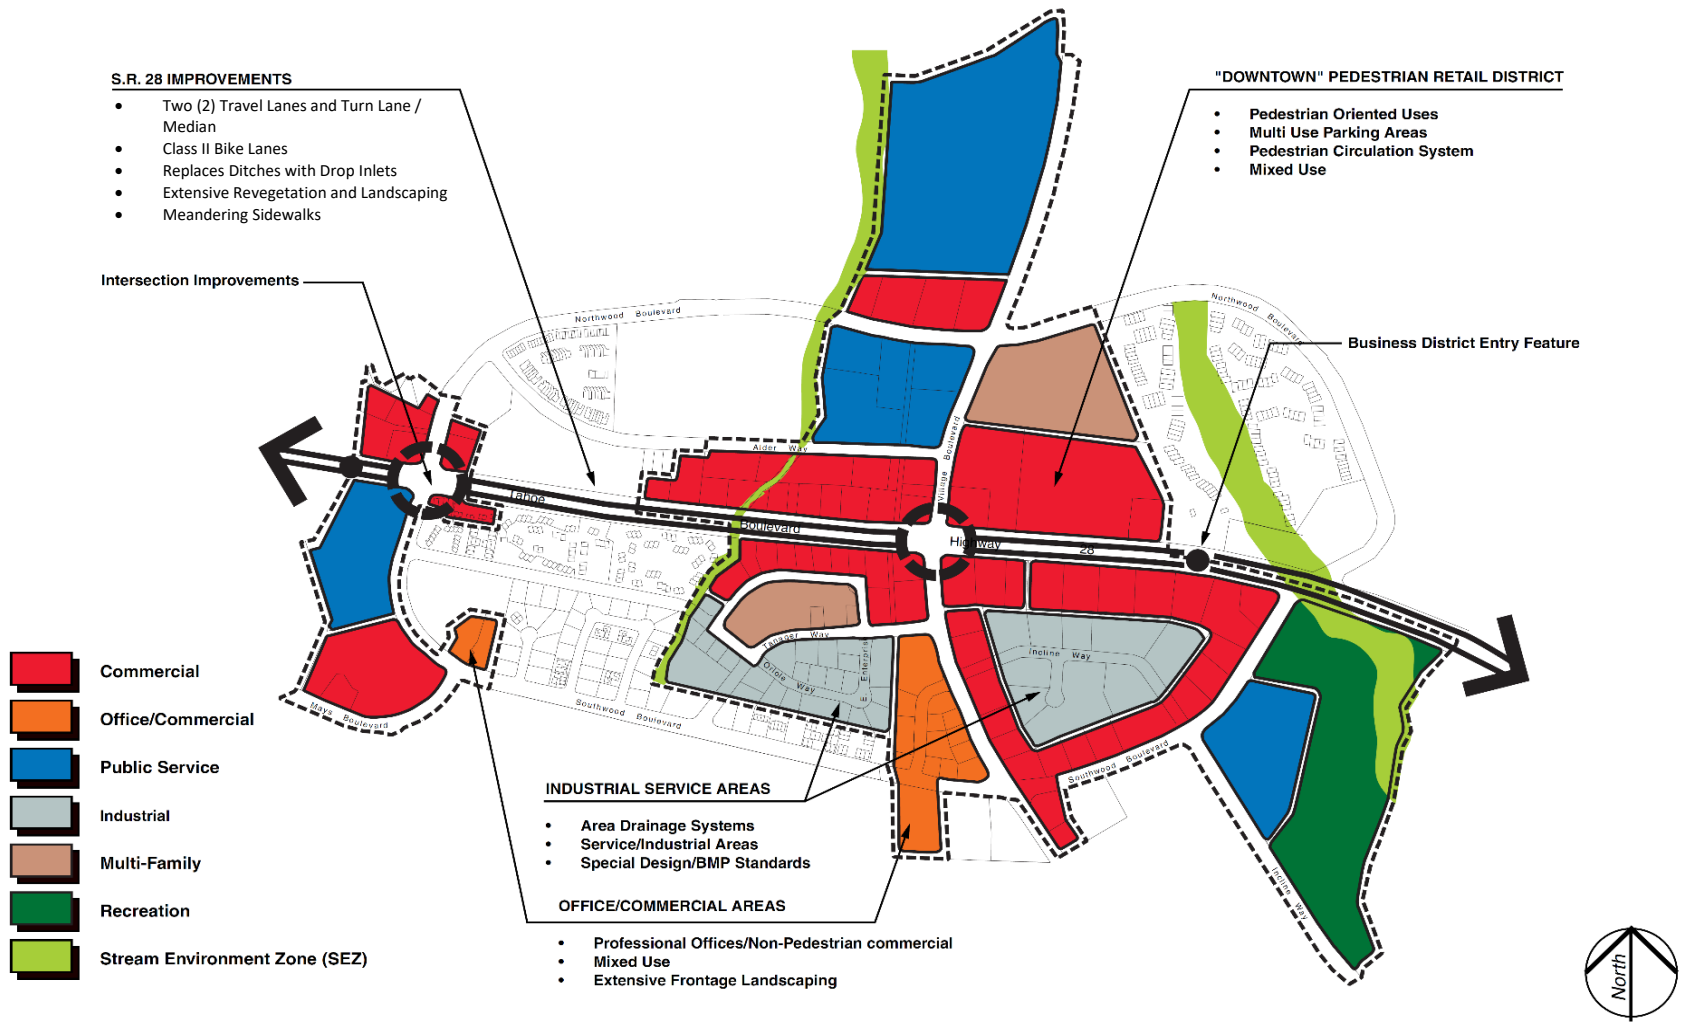 S.R. 28 IMPROVEMENTS
• Two (2) Travel Lanes and Turn Lane /
Median
• Class II Bike Lanes
• Replaces Ditches with Drop Inlets
• Extensive Revegetation and Landscaping
• Meandering Sidewalks
"DOWNTOWN" PEDESTRIAN RETAIL DISTRICT
• Pedestrian Oriented Uses
• Multi Use Parking Areas
• Pedestrian Circulation System
• Mixed Use
Intersection Improvements
Business District Entry Feature
Northwood Boulevard
Northwood Boulevard
Alder Way
Village Boulevard
Tahoe
Boulevard
Highway
28
Tanager Way
Oriole Way
Enterprise
Incline Way
Southwood Boulevard
Southwood Boulevard
Mays Boulevard
Incline Way
Commercial
Office/Commercial
Public Service
Industrial
Multi-Family
Recreation
Stream Environment Zone (SEZ)
INDUSTRIAL SERVICE AREAS
• Area Drainage Systems
• Service/Industrial Areas
• Special Design/BMP Standards
OFFICE/COMMERCIAL AREAS
• Professional Offices/Non-Pedestrian commercial
• Mixed Use
• Extensive Frontage Landscaping
North